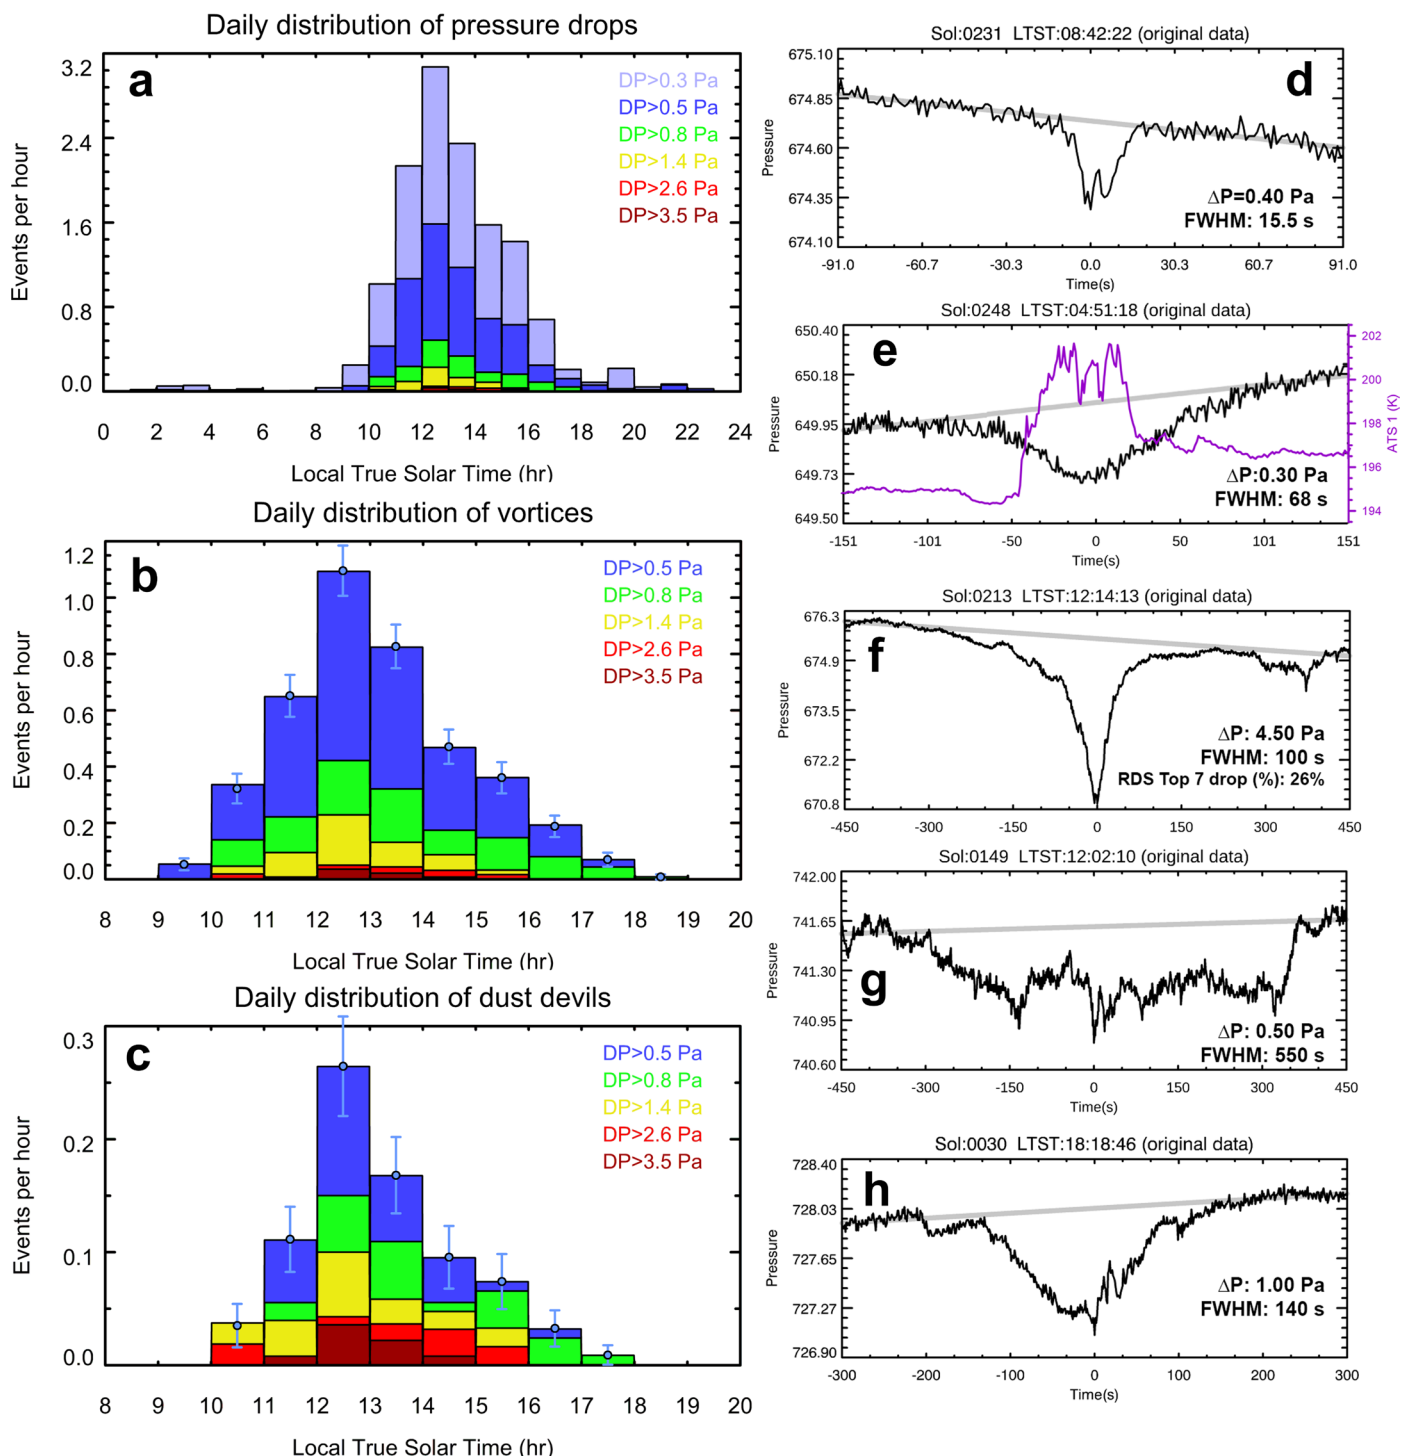 Daily distribution of pressure drops
a
DP>0.3 Pa
DP>0.5 Pa
DP>0.8 Pa
DP>1.4 Pa
DP>2.6 Pa
DP>3.5 Pa
Events per hour
3.2
2.4
1.6
0.8
0.0
0 2 4 6 8 10 12 14 16 18 20 22 24
Local True Solar Time (hr)
Daily distribution of vortices
b
DP>0.5 Pa
DP>0.8 Pa
DP>1.4 Pa
DP>2.6 Pa
DP>3.5 Pa
Events per hour
1.2
1.0
0.8
0.6
0.4
0.2
0.0
8 9 10 11 12 13 14 15 16 17 18 19 20
Local True Solar Time (hr)
Daily distribution of dust devils
c
DP>0.5 Pa
DP>0.8 Pa
DP>1.4 Pa
DP>2.6 Pa
DP>3.5 Pa
Events per hour
0.3
0.2
0.1
0.0
8 9 10 11 12 13 14 15 16 17 18 19 20
Local True Solar Time (hr)
Sol:0231 LTST:08:42:22 (original data)
d
Pressure
675.10
674.85
674.60
674.35
674.10
ΔP=0.40 Pa
FWHM: 15.5 s
-91.0 -60.7 -30.3 0.0 30.3 60.7 91.0
Time(s)
Sol:0248 LTST:04:51:18 (original data)
e
Pressure
650.40
650.18
649.95
649.73
649.50
202
200
198
196
194
ATS 1 (K)
ΔP:0.30 Pa
FWHM: 68 s
-151 -101 -50 0 50 101 151
Time(s)
Sol:0213 LTST:12:14:13 (original data)
f
Pressure
676.3
674.9
673.5
672.2
670.8
ΔP: 4.50 Pa
FWHM: 100 s
RDS Top 7 drop (%): 26%
-450 -300 -150 0 150 300 450
Time(s)
Sol:0149 LTST:12:02:10 (original data)
g
Pressure
742.00
741.65
741.30
740.95
740.60
ΔP: 0.50 Pa
FWHM: 550 s
-450 -300 -150 0 150 300 450
Time(s)
Sol:0030 LTST:18:18:46 (original data)
h
Pressure
728.40
728.03
727.65
727.27
726.90
ΔP: 1.00 Pa
FWHM: 140 s
-300 -200 -100 0 100 200 300
Time(s)